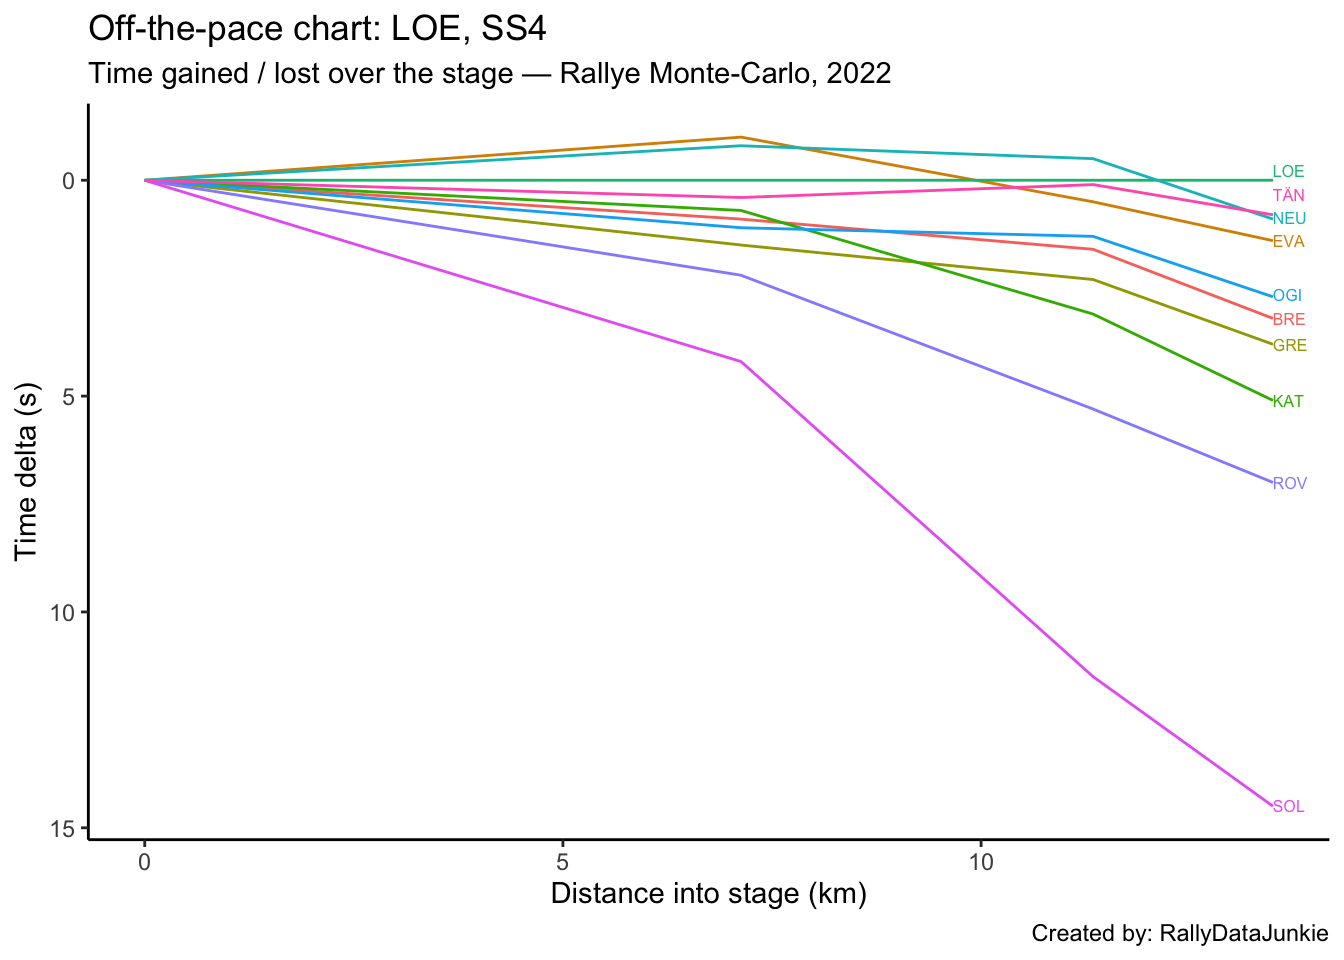 Off-the-pace chart: LOE, SS4
Time gained / lost over the stage — Rallye Monte-Carlo, 2022
0
5
10
15
Time delta (s)
LOE
TÄN
NEU
EVA
OGI
BRE
GRE
KAT
ROV
SOL
0
5
10
Distance into stage (km)
Created by: RallyDataJunkie